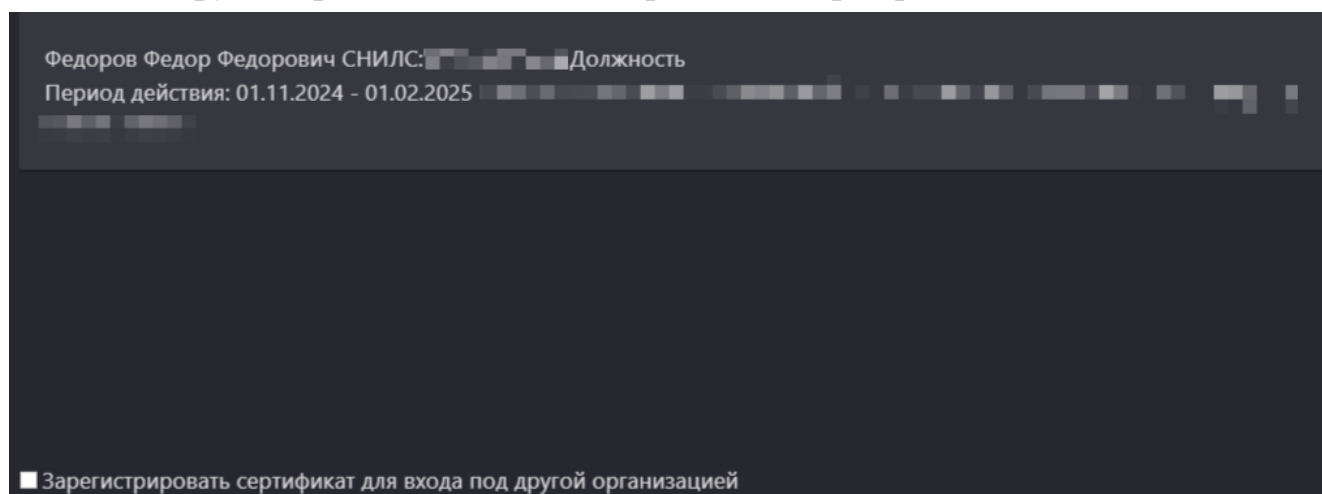 Федоров Федор Федорович СНИЛС: Должность
Период действия: 01.11.2024 - 01.02.2025
Зарегистрировать сертификат для входа под другой организацией